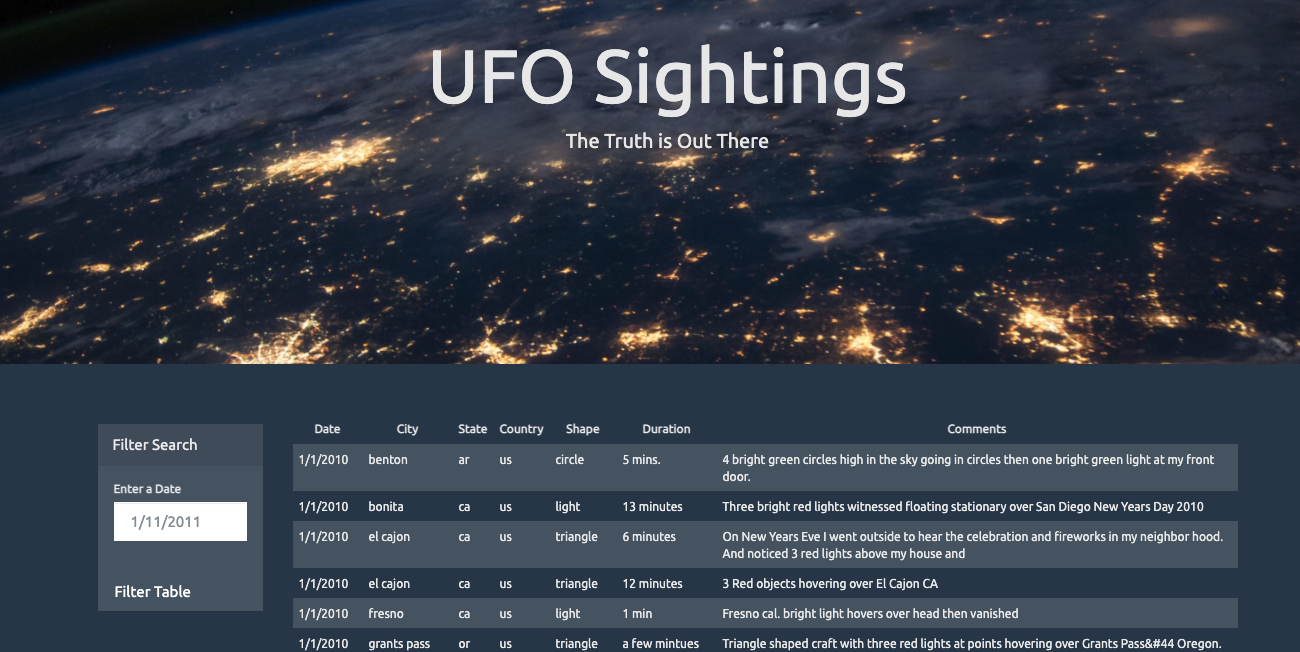 UFO Sightings
The Truth is Out There
Filter Search
Enter a Date
1/11/2011
Filter Table
Date City State Country Shape Duration Comments
1/1/2010 benton ar us circle 5 mins. 4 bright green circles high in the sky going in circles then one bright green light at my front
door.
1/1/2010 bonita ca us light 13 minutes Three bright red lights witnessed floating stationary over San Diego New Years Day 2010
1/1/2010 el cajon ca us triangle 6 minutes On New Years Eve I went outside to hear the celebration and fireworks in my neighbor hood.
And noticed 3 red lights above my house and
1/1/2010 el cajon ca us triangle 12 minutes 3 Red objects hovering over El Cajon CA
1/1/2010 fresno ca us light 1 min Fresno cal. bright light hovers over head then vanished
1/1/2010 grants pass or us triangle a few mintues Triangle shaped craft with three red lights at points hovering over Grants Pass&#44 Oregon.